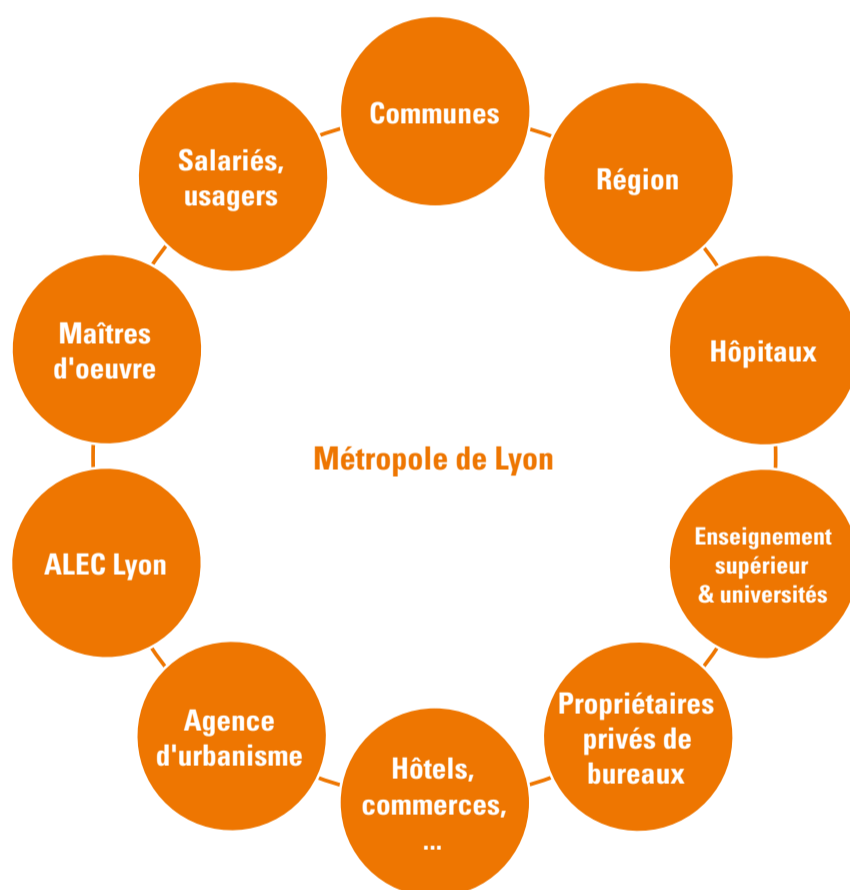 Communes
Région
Hôpitaux
Enseignement
supérieur
& universités
Propriétaires
privés de
bureaux
Hôtels,
commerces,
...
Agence
d'urbanisme
ALEC Lyon
Maîtres
d'oeuvre
Salariés,
usagers
Métropole de Lyon